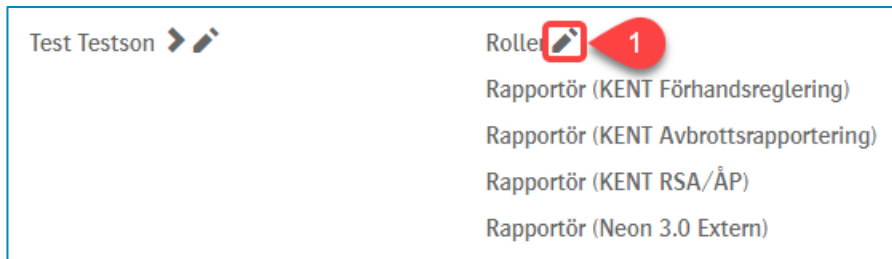 Test Testson
Roller
1
Rapportör (KENT Förhandsreglering)
Rapportör (KENT Avbrottsrapportering)
Rapportör (KENT RSA/ÅP)
Rapportör (Neon 3.0 Extern)